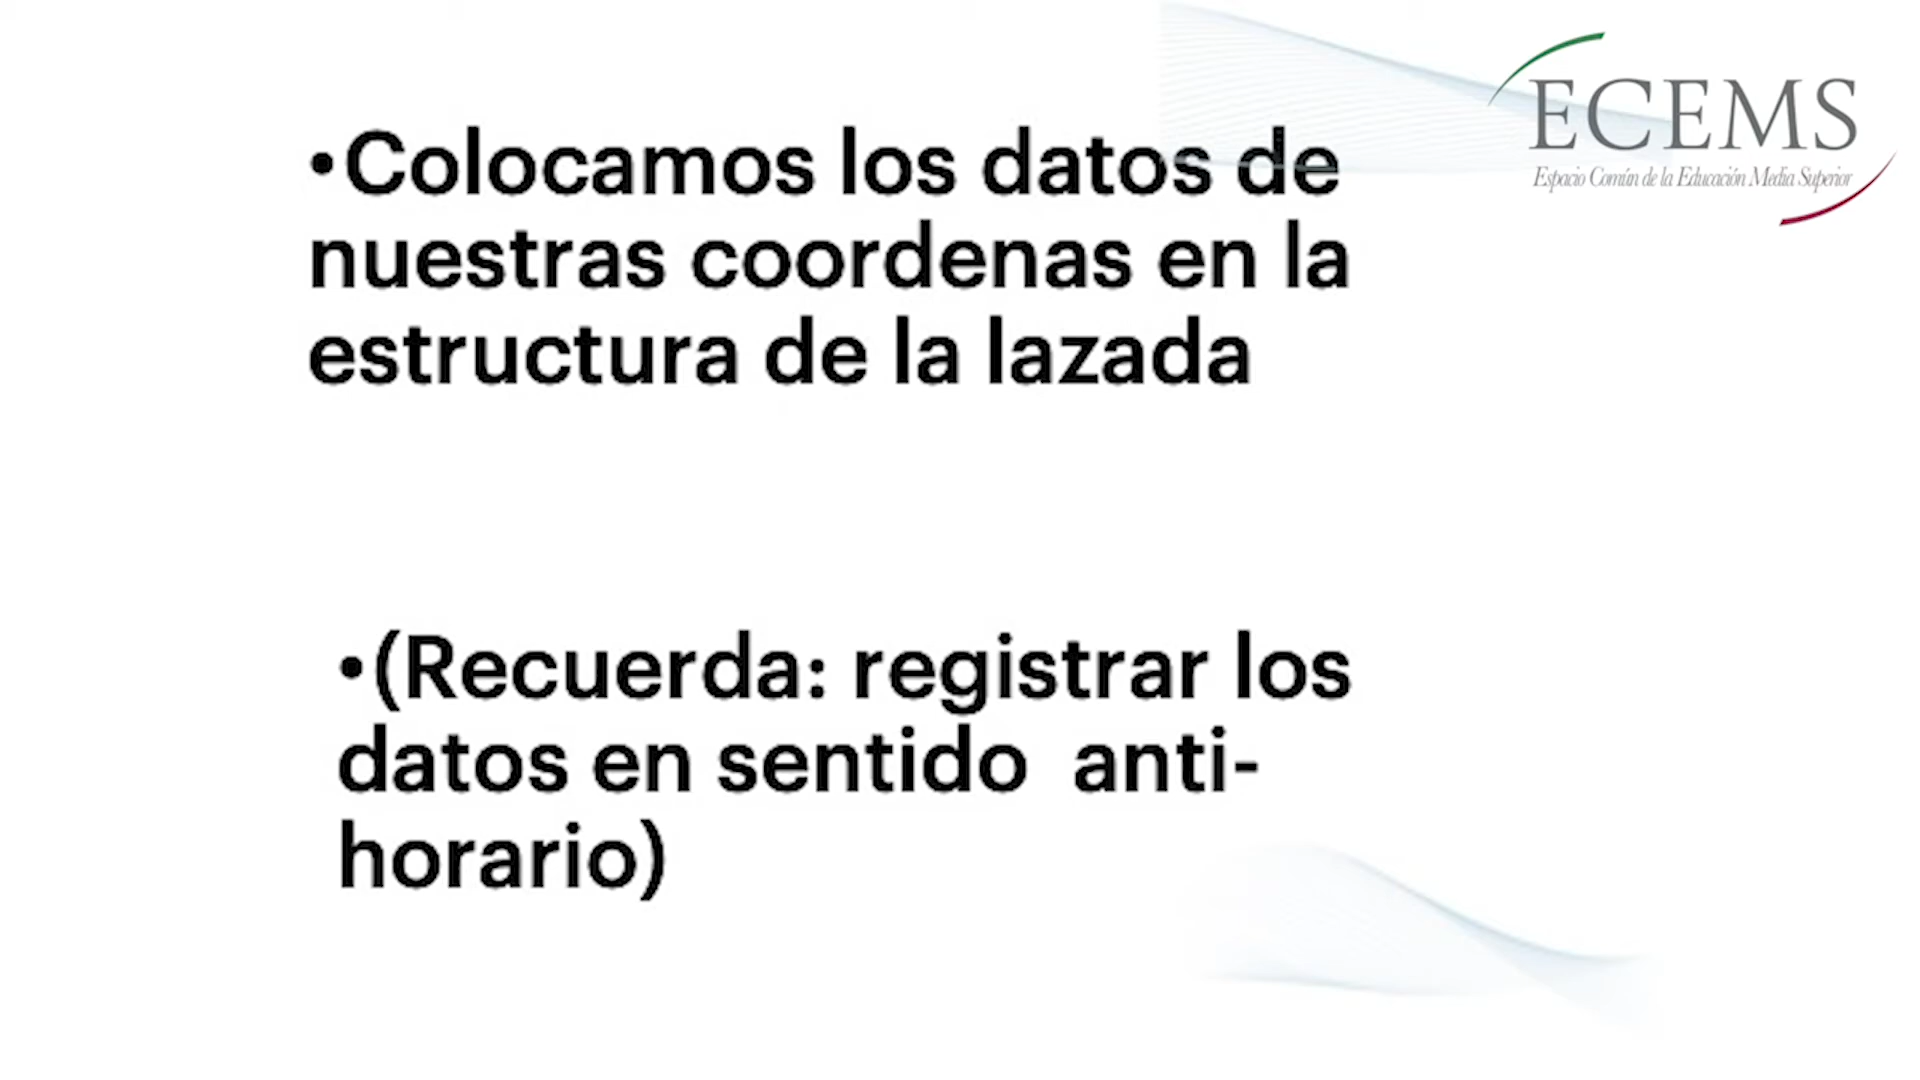 ECEMS
Espacio Común de la Educación Media Superior
•Colocamos los datos de
nuestras coordenas en la
estructura de la lazada
•(Recuerda: registrar los
datos en sentido  anti-
horario)